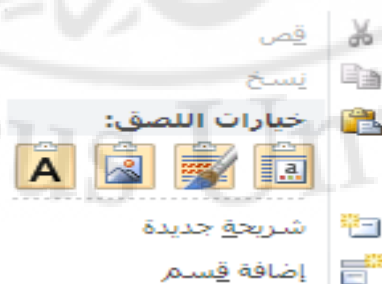 قص
نسخ
خيارات اللصق:
A a
شريحة جديدة
إضافة قسم